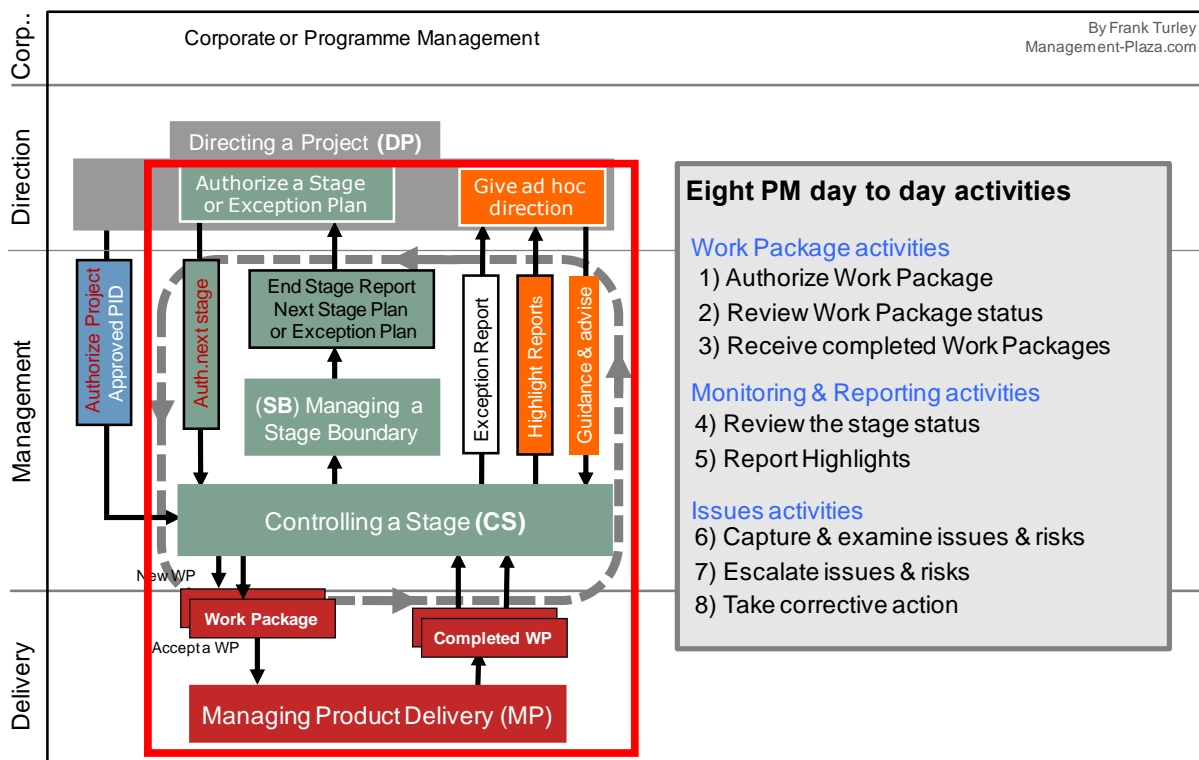 Corp..
Corporate or Programme Management
By Frank Turley
Management-Plaza.com
Direction
Directing a Project (DP)
Authorize a Stage
or Exception Plan
Give ad hoc
direction
Management
Authorize Project
Approved PID
Auth.next stage
End Stage Report
Next Stage Plan
or Exception Plan
Exception Report
Highlight Reports
Guidance & advise
(SB) Managing a
Stage Boundary
Controlling a Stage (CS)
Delivery
New WP
Work Package
Accept a WP
Completed WP
Managing Product Delivery (MP)
Eight PM day to day activities
Work Package activities
1) Authorize Work Package
2) Review Work Package status
3) Receive completed Work Packages
Monitoring & Reporting activities
4) Review the stage status
5) Report Highlights
Issues activities
6) Capture & examine issues & risks
7) Escalate issues & risks
8) Take corrective action